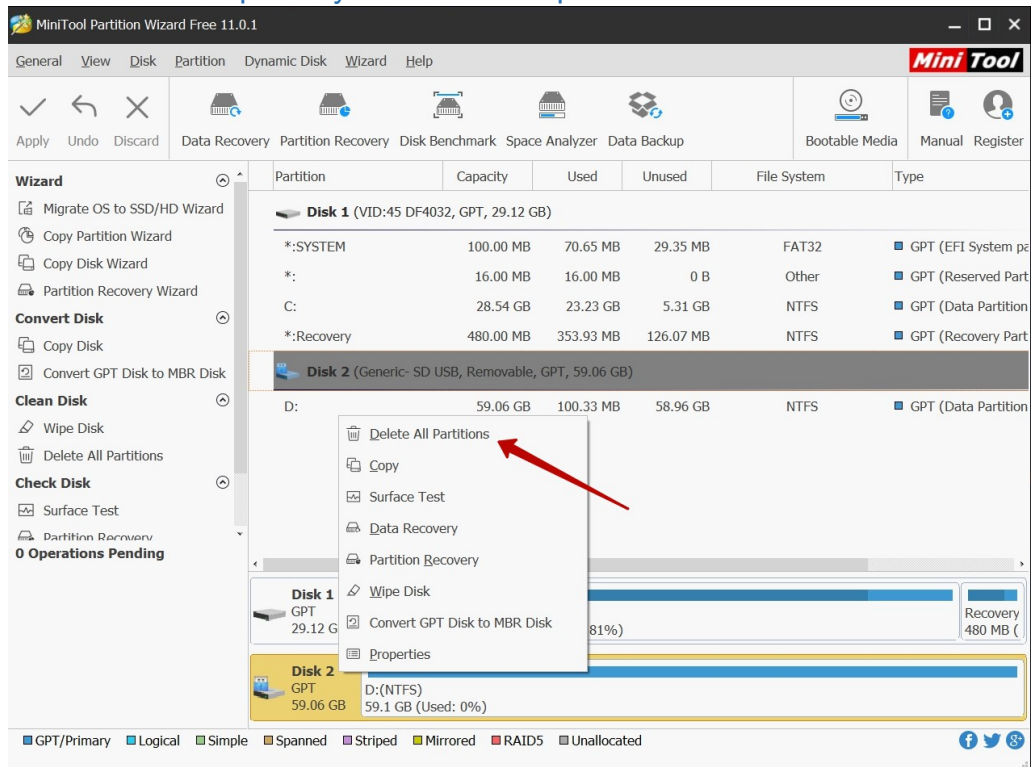 MiniTool Partition Wizard Free 11.0.1
General View Disk Partition Dynamic Disk Wizard Help
Mini Tool
Apply Undo Discard Data Recovery Partition Recovery Disk Benchmark Space Analyzer Data Backup Bootable Media Manual Register
Wizard
Migrate OS to SSD/HD Wizard
Copy Partition Wizard
Copy Disk Wizard
Partition Recovery Wizard
Convert Disk
Copy Disk
Convert GPT Disk to MBR Disk
Clean Disk
Wipe Disk
Delete All Partitions
Check Disk
Surface Test
Partition Recovery
0 Operations Pending
Partition Capacity Used Unused File System Type
Disk 1 (VID:45 DF4032, GPT, 29.12 GB)
*:SYSTEM 100.00 MB 70.65 MB 29.35 MB FAT32 GPT (EFI System pa
*: 16.00 MB 16.00 MB 0 B Other GPT (Reserved Part
C: 28.54 GB 23.23 GB 5.31 GB NTFS GPT (Data Partition
*:Recovery 480.00 MB 353.93 MB 126.07 MB NTFS GPT (Recovery Part
Disk 2 (Generic- SD USB, Removable, GPT, 59.06 GB)
D: 59.06 GB 100.33 MB 58.96 GB NTFS GPT (Data Partition
Delete All Partitions
Copy
Surface Test
Data Recovery
Partition Recovery
Wipe Disk
Convert GPT Disk to MBR Disk
Properties
Disk 1
GPT
29.12 G
81%)
Recovery
480 MB (
Disk 2
GPT
59.06 GB
D:(NTFS)
59.1 GB (Used: 0%)
GPT/Primary Logical Simple Spanned Striped Mirrored RAID5 Unallocated